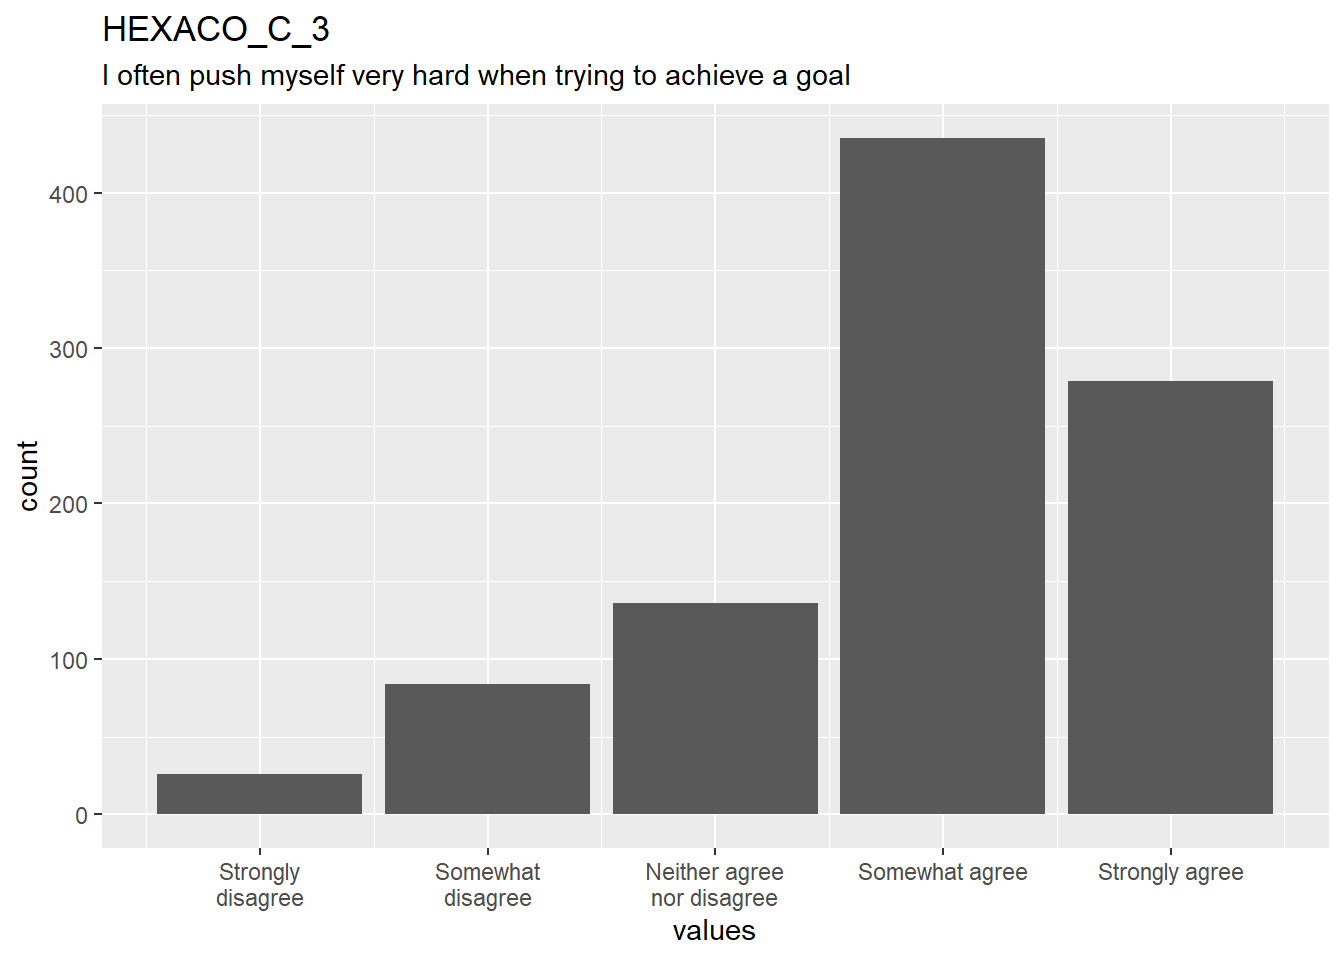 HEXACO_C_3
I often push myself very hard when trying to achieve a goal
count
400
300
200
100
0
Strongly
disagree
Somewhat
disagree
Neither agree
nor disagree
Somewhat agree
Strongly agree
values